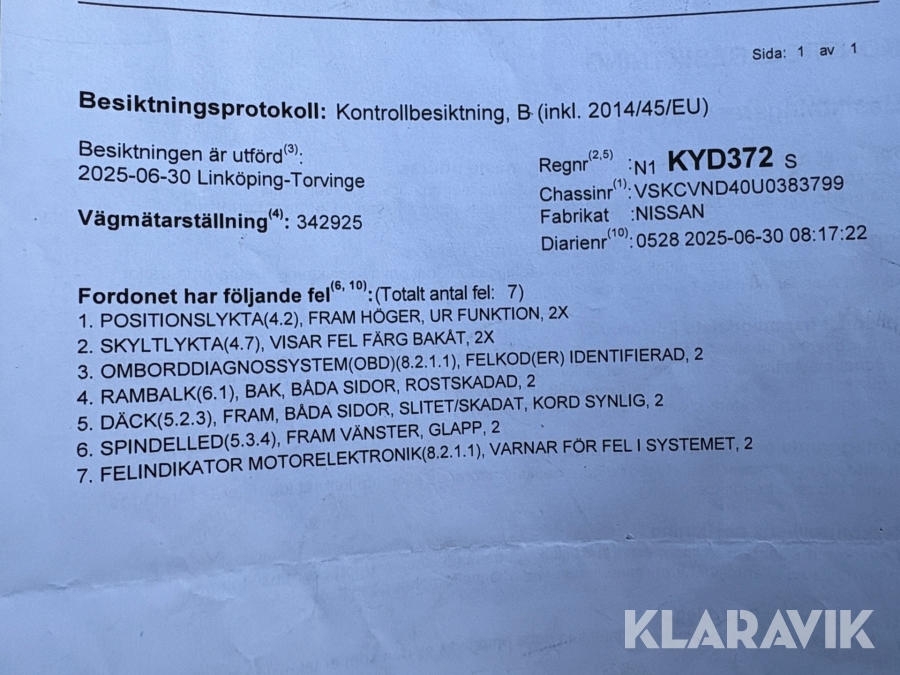 Sida: 1 av 1
Besiktningsprotokoll: Kontrollbesiktning, B (inkl. 2014/45/EU)
Besiktningen är utförd(3):
2025-06-30 Linköping-Torvinge
Vägmätarställning(4): 342925
Regnr(2,5) :N1 KYD372 S
Chassinr(1):VSKCVND40U0383799
Fabrikat :NISSAN
Diarienr(10):0528 2025-06-30 08:17:22
Fordonet har följande fel(6, 10):(Totalt antal fel: 7)
1. POSITIONSLYKTA(4.2), FRAM HÖGER, UR FUNKTION, 2X
2. SKYLTLYKTA(4.7), VISAR FEL FÄRG BAKÅT, 2X
3. OMBORDDIAGNOSSYSTEM(OBD)(8.2.1.1), FELKOD(ER) IDENTIFIERAD, 2
4. RAMBALK(6.1), BAK, BÅDA SIDOR, ROSTSKADAD, 2
5. DÄCK(5.2.3), FRAM, BÅDA SIDOR, SLITET/SKADAT, KORD SYNLIG, 2
6. SPINDELLED(5.3.4), FRAM VÄNSTER, GLAPP, 2
7. FELINDIKATOR MOTORELEKTRONIK(8.2.1.1), VARNAR FÖR FEL I SYSTEMET, 2
KLARAVIK